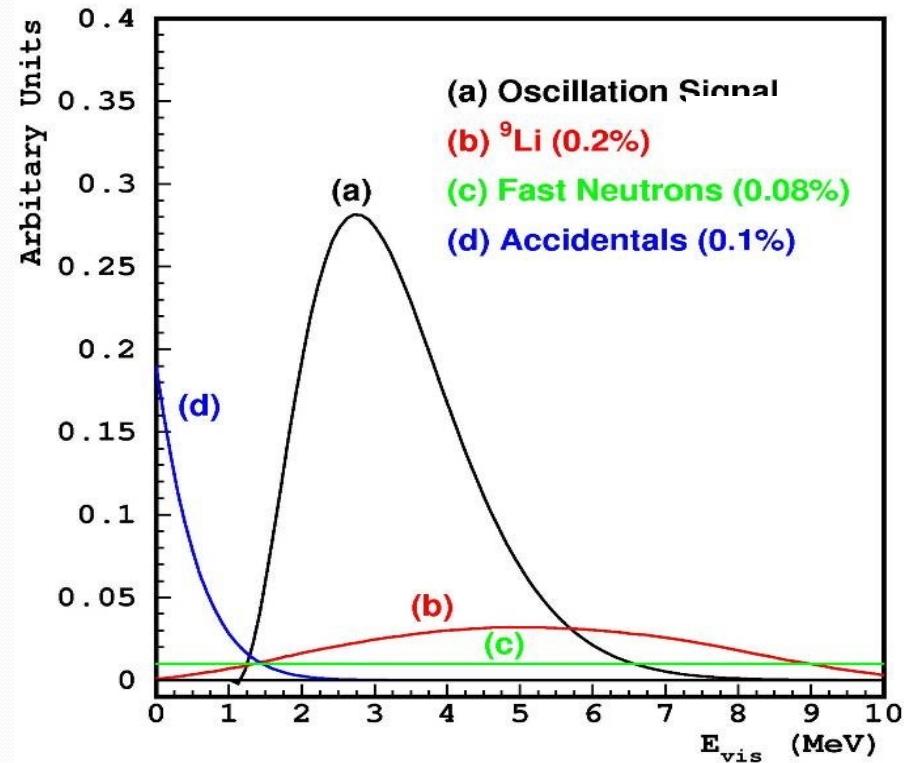 0.4
0.35
0.3
0.25
0.2
0.15
0.1
0.05
0
Arbitary Units
(a) Oscillation Signal
(b) ⁹Li (0.2%)
(c) Fast Neutrons (0.08%)
(d) Accidentals (0.1%)
(a)
(d)
(b)
(c)
0 1 2 3 4 5 6 7 8 9 10
E_vis (MeV)